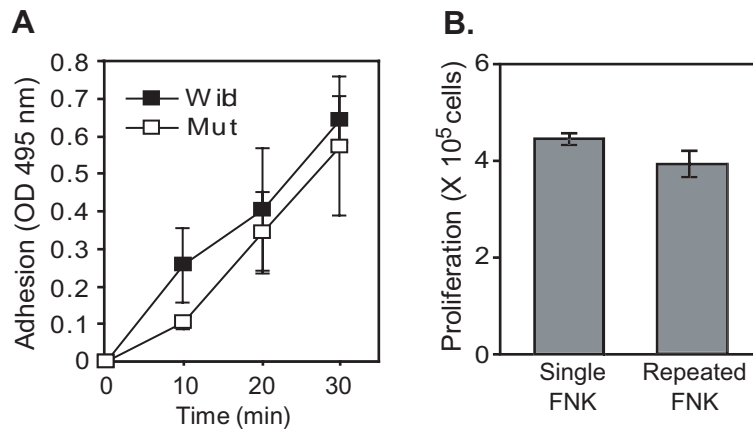 A
Adhesion (OD 495 nm)
0.8
0.7
0.6
0.5
0.4
0.3
0.2
0.1
0
Wild
Mut
0 10 20 30
Time (min)
B.
Proliferation (X 10⁵ cells)
6
4
2
0
Single
FNK
Repeated
FNK